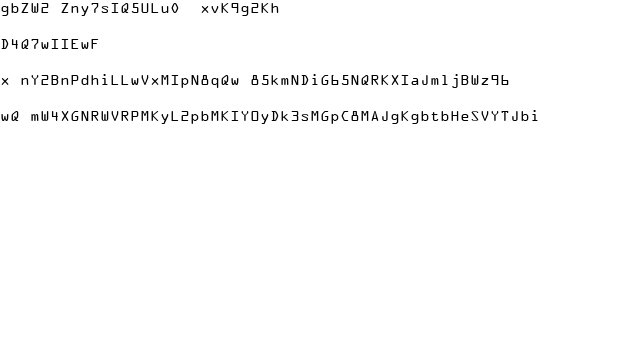 gbZW2 Zny7sIQ5ULu0  xvK9g2Kh
D4Q7wIIEwF
x nY2BnPdhiLLwVxMIpN8qQw 85kmNDiG65NQRKXIaJmljBWz96
wQ mW4XGNRWVRPMKyL2pbMKIYOyDk3sMGpC8MAJgKgbtbHeSVYTJbi